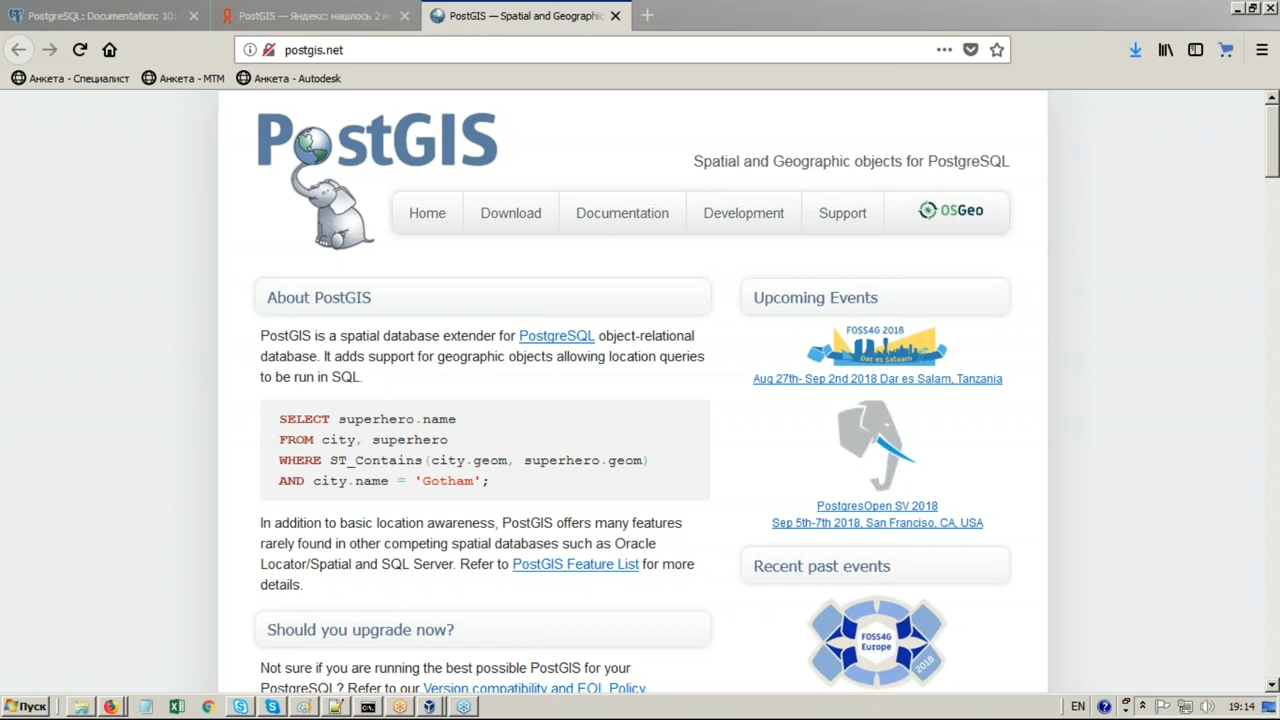 PostgreSQL: Documentation: 10:
PostGIS — Яндекс: нашлось 2
PostGIS — Spatial and Geographic
postgis.net
Анкета - Специалист
Анкета - МТМ
Анкета - Autodesk
PostGIS
Spatial and Geographic objects for PostgreSQL
Home
Download
Documentation
Development
Support
OSGeo
About PostGIS
PostGIS is a spatial database extender for PostgreSQL object-relational
database. It adds support for geographic objects allowing location queries
to be run in SQL.
SELECT superhero.name
FROM city, superhero
WHERE ST_Contains(city.geom, superhero.geom)
AND city.name = 'Gotham';
In addition to basic location awareness, PostGIS offers many features
rarely found in other competing spatial databases such as Oracle
Locator/Spatial and SQL Server. Refer to PostGIS Feature List for more
details.
Should you upgrade now?
Not sure if you are running the best possible PostGIS for your
PostgreSQL? Refer to our Version compatibility and EOL Policy
Upcoming Events
FOSS4G 2018
Dar es Salaam
Aug 27th- Sep 2nd 2018 Dar es Salam, Tanzania
PostgresOpen SV 2018
Sep 5th-7th 2018, San Franciso, CA, USA
Recent past events
FOSS4G
Europe
2018
Пуск
EN
19:14